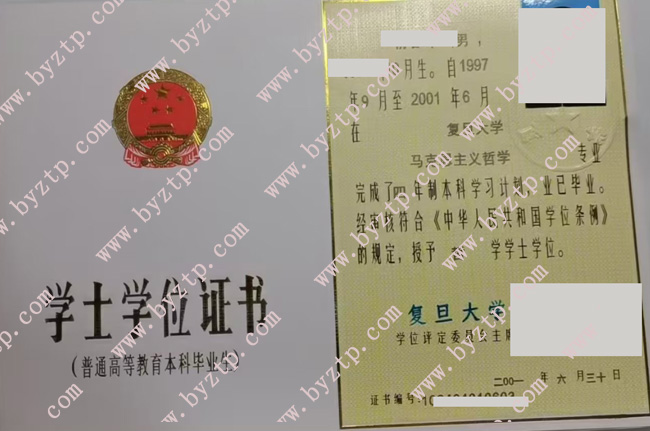 学士学位证书
(普通高等教育本科毕业生)
男，
月生。自1997
年9月至2001年6月
在 复旦大学
马克思主义哲学 专业
完成了四年制本科学习计划，业已毕业。
经审核符合《中华人民共和国学位条例》
的规定，授予 学学士学位。
复旦大学
学位评定委员会主席
二〇〇一年六月三十日
证书编号:
www.byztp.com